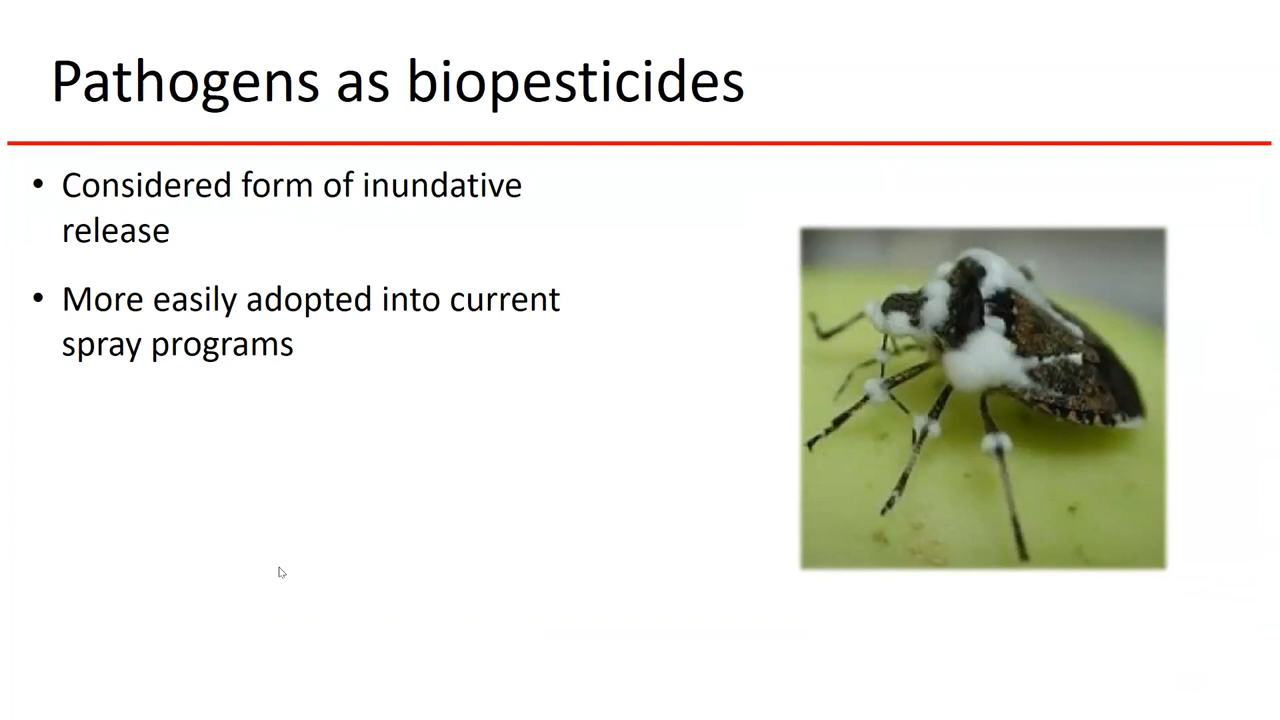 Pathogens as biopesticides
• Considered form of inundative
release
• More easily adopted into current
spray programs